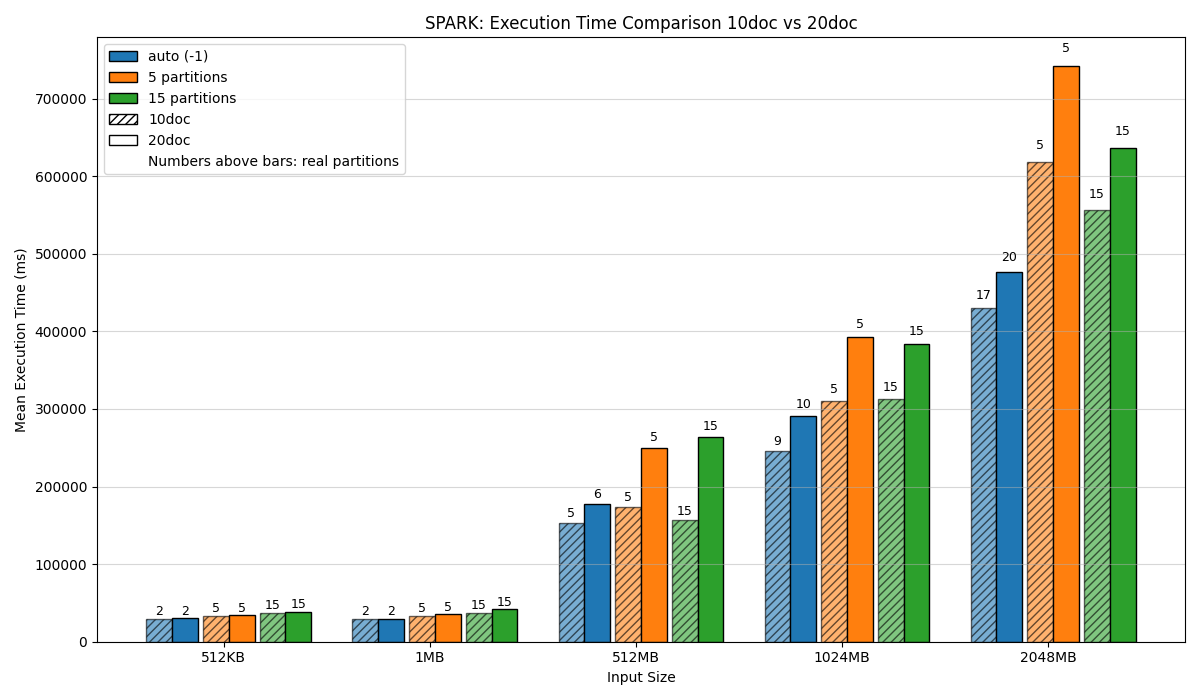 SPARK: Execution Time Comparison 10doc vs 20doc
auto (-1)
5 partitions
15 partitions
10doc
20doc
Numbers above bars: real partitions
Mean Execution Time (ms)
700000
600000
500000
400000
300000
200000
100000
0
2 2 5 5 15 15
2 2 5 5 15 15
5 6 5 5 15 15
9 10 5 5 15 15
17 20 5 5 15 15
512KB 1MB 512MB 1024MB 2048MB
Input Size